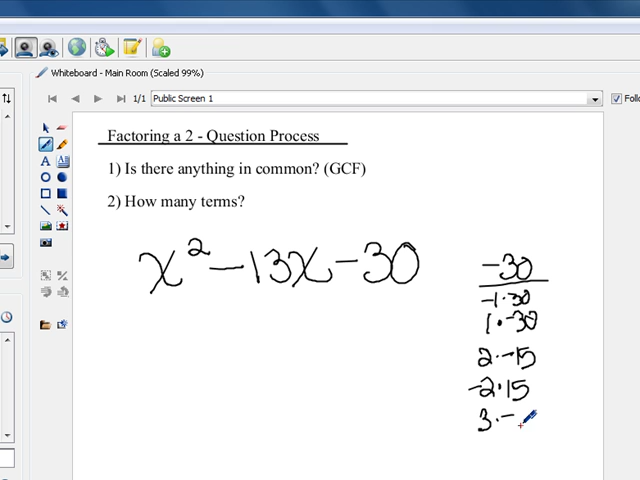 Whiteboard - Main Room (Scaled 99%)
1/1 Public Screen 1
Factoring a 2 - Question Process
1) Is there anything in common? (GCF)
2) How many terms?
x² -13x -30
-30
-1·30
1·-30
2·-15
-2·15
3·-